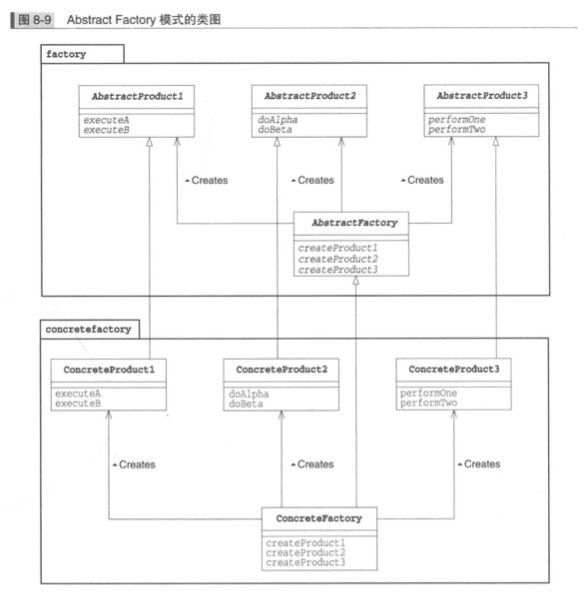 图 8-9 Abstract Factory 模式的类图
factory
AbstractProduct1
executeA
executeB
AbstractProduct2
doAlpha
doBeta
AbstractProduct3
performOne
performTwo
Creates
Creates
Creates
AbstractFactory
createProduct1
createProduct2
createProduct3
concretefactory
ConcreteProduct1
executeA
executeB
ConcreteProduct2
doAlpha
doBeta
ConcreteProduct3
performOne
performTwo
Creates
Creates
Creates
ConcreteFactory
createProduct1
createProduct2
createProduct3